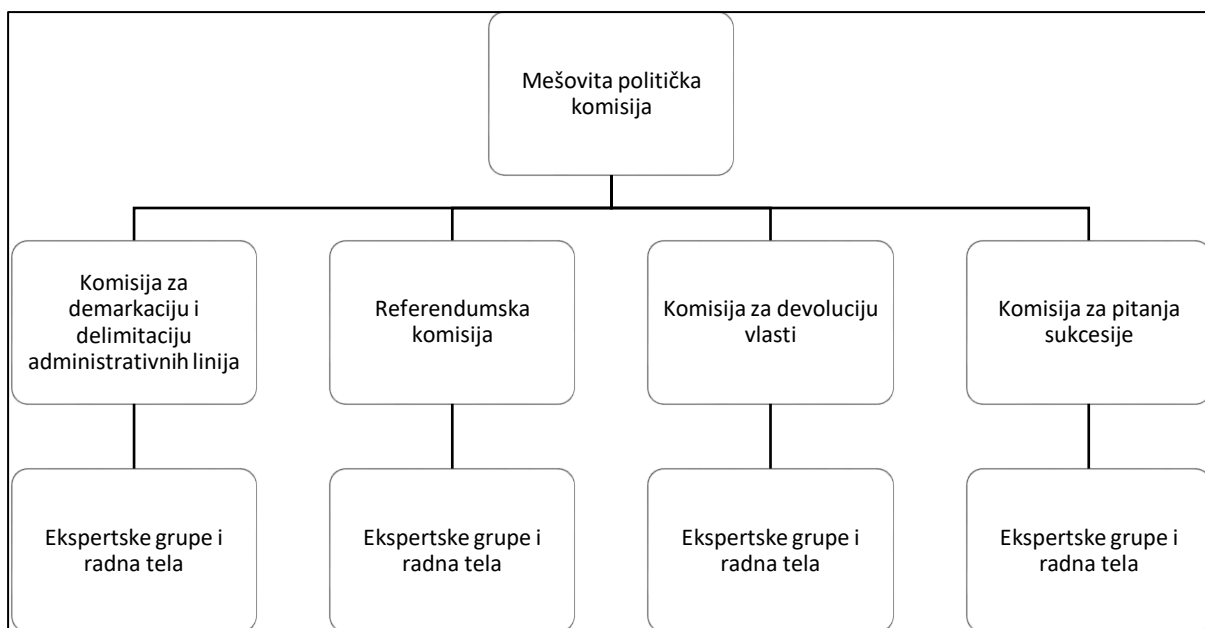 Mešovita politička
komisija
Komisija za
demarkaciju i
delimitaciju
administrativnih linija
Referendumska
komisija
Komisija za devoluciju
vlasti
Komisija za pitanja
sukcesije
Ekspertske grupe i
radna tela
Ekspertske grupe i
radna tela
Ekspertske grupe i
radna tela
Ekspertske grupe i
radna tela